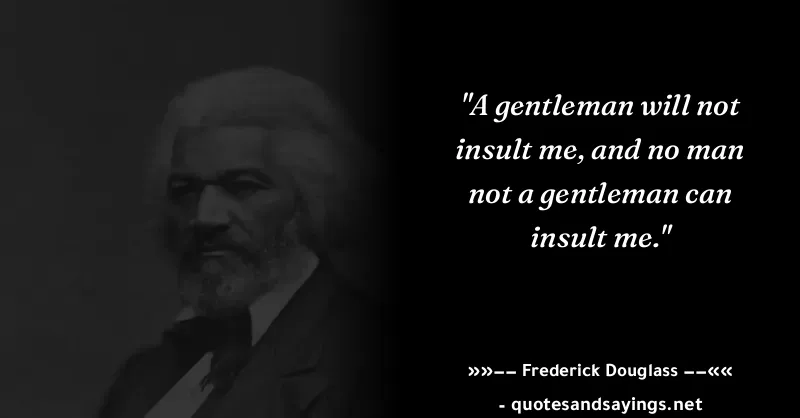 "A gentleman will not
insult me, and no man
not a gentleman can
insult me."
»»−− Frederick Douglass −−««
- quotesandsayings.net